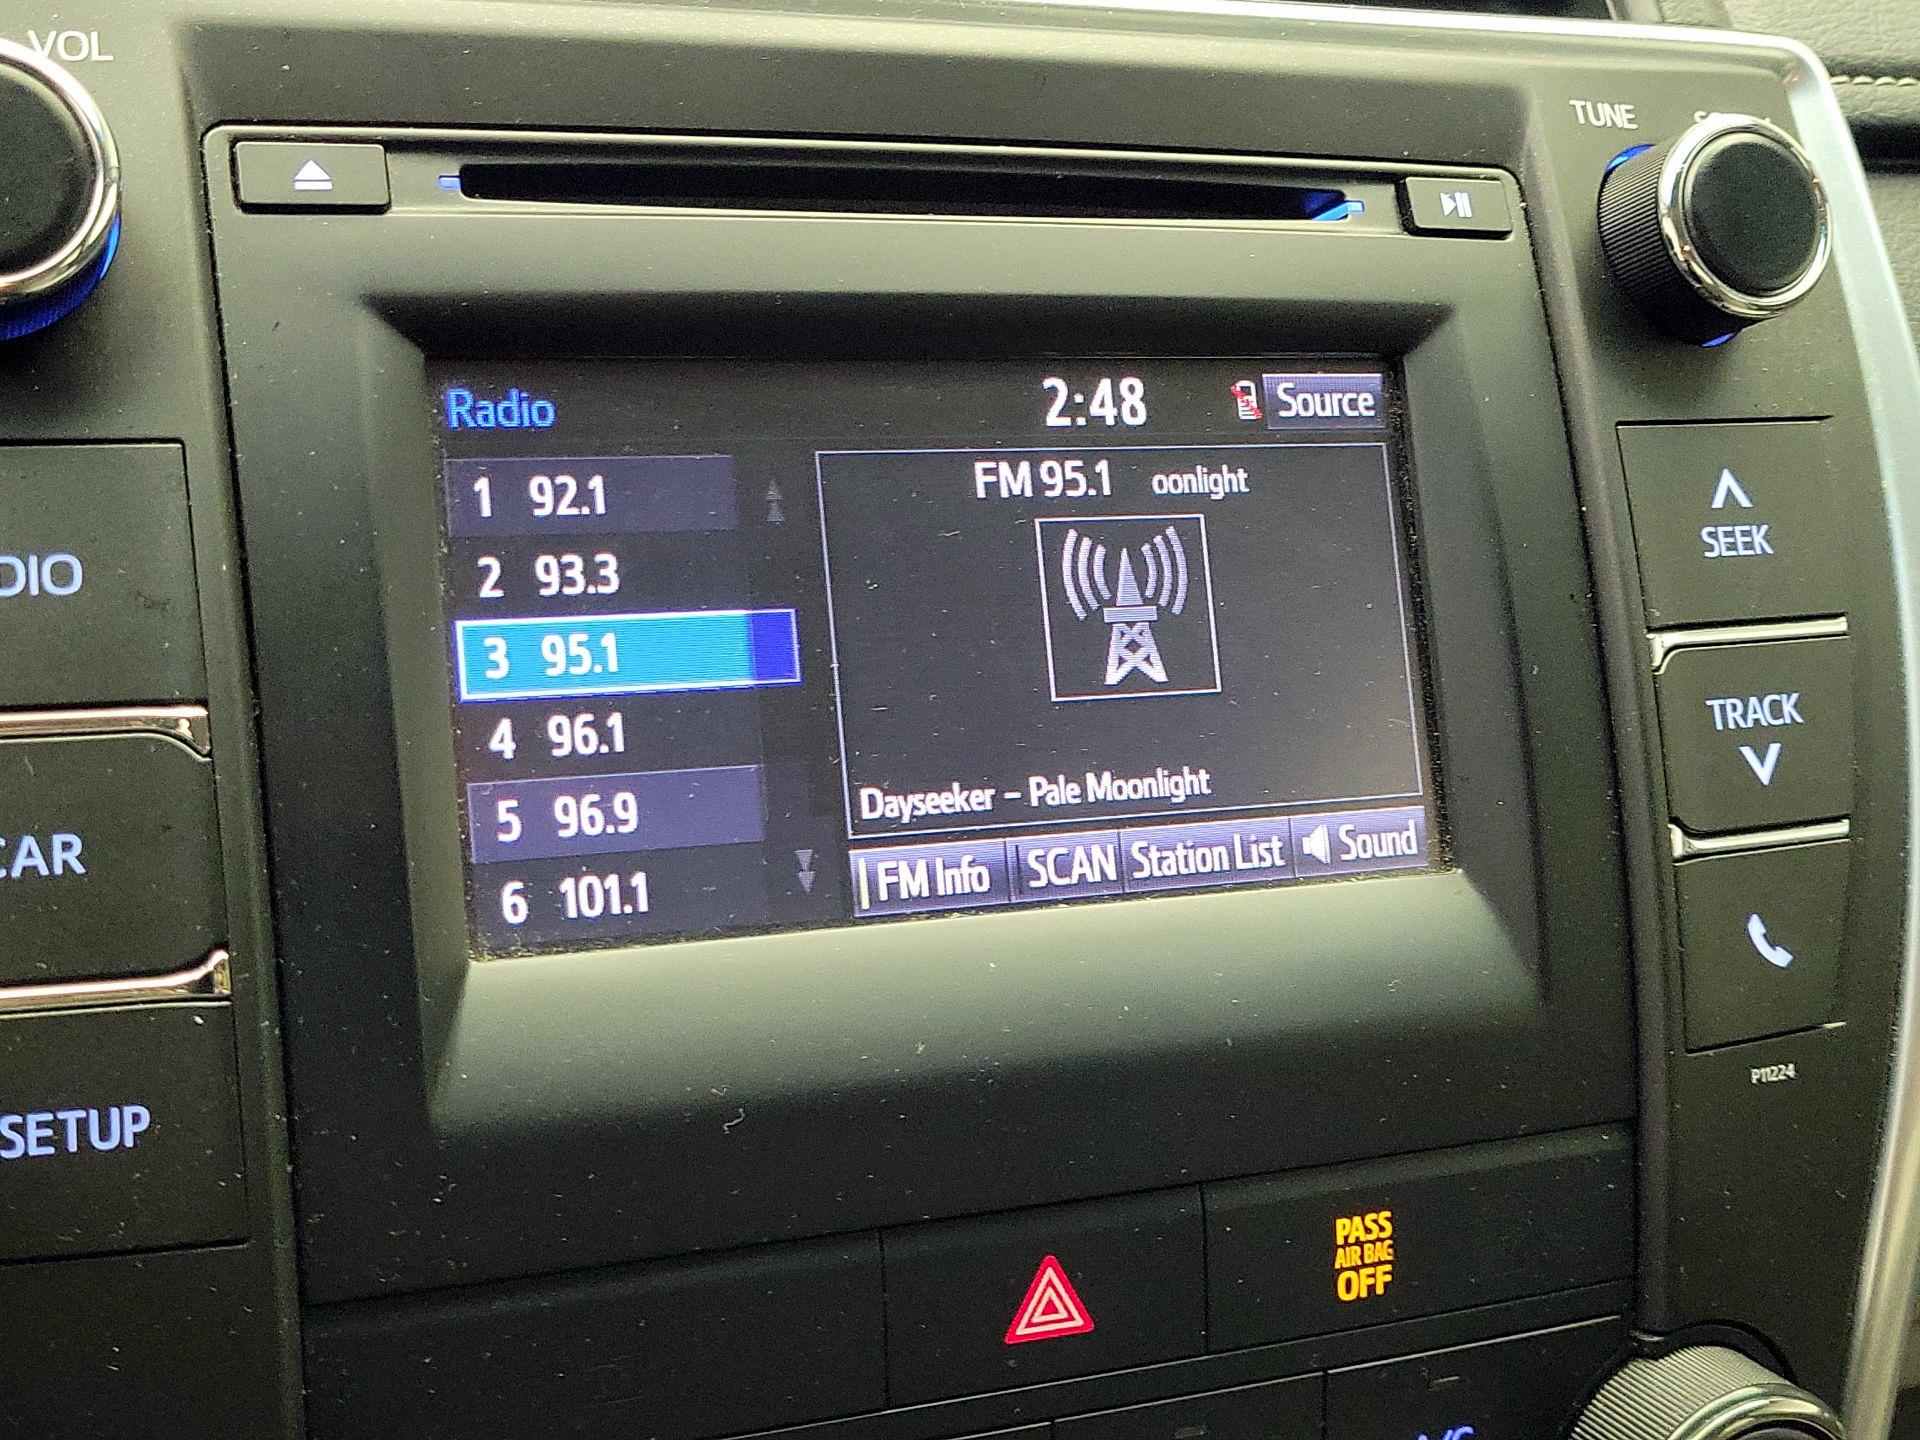 VOL
TUNE
Radio
2:48
Source
1 92.1
2 93.3
3 95.1
4 96.1
5 96.9
6 101.1
FM 95.1 oonlight
Dayseeker - Pale Moonlight
FM Info
SCAN
Station List
Sound
DIO
CAR
SETUP
SEEK
TRACK
P11224
PASS
AIR BAG
OFF